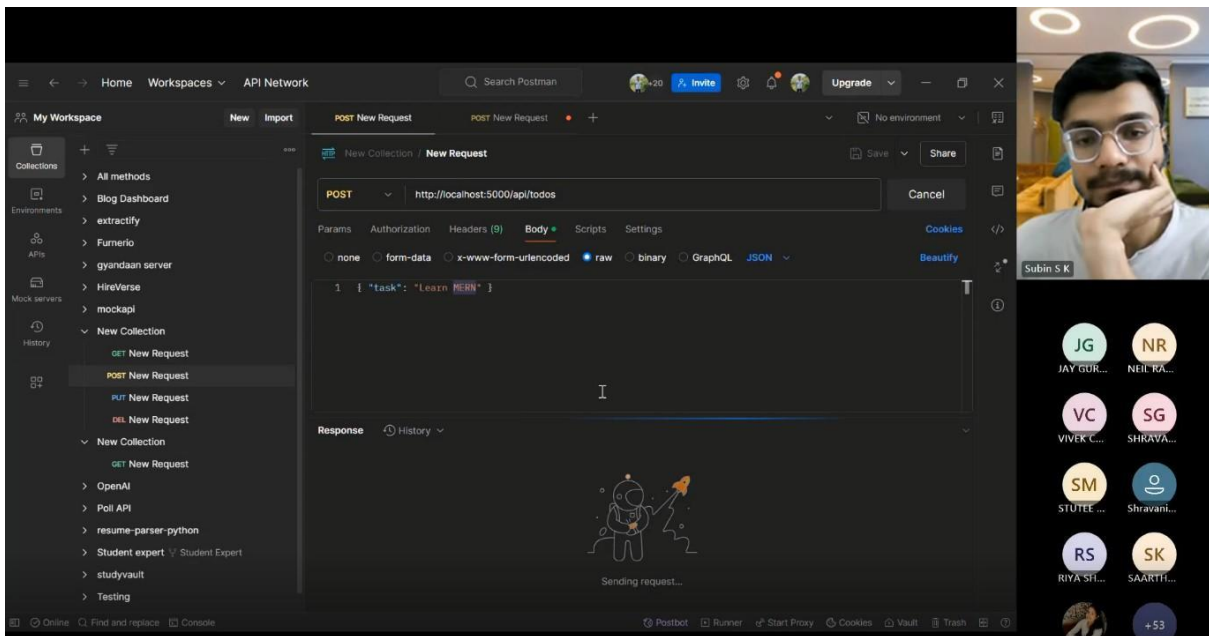 Home Workspaces API Network
Search Postman
+20 Invite
Upgrade
My Workspace New Import
POST New Request
POST New Request
No environment
Collections
Environments
APIs
Mock servers
History
All methods
Blog Dashboard
extractify
Fumerio
gyandaan server
HireVerse
mockapi
New Collection
GET New Request
POST New Request
PUT New Request
DEL New Request
New Collection
GET New Request
OpenAI
Poll API
resume-parser-python
Student expert Student Expert
studyvault
Testing
HTTP New Collection / New Request
Save Share
POST http://localhost:5000/api/todos Cancel
Params Authorization Headers (9) Body Scripts Settings Cookies
none form-data x-www-form-urlencoded raw binary GraphQL JSON Beautify
1 { "task": "Learn MERN" }
Response History
Sending request...
Online Find and replace Console Postbot Runner Start Proxy Cookies Vault Trash
Subin S K
JG NR
JAY GUR... NEIL RA...
VC SG
VIVEK C... SHRAVA...
SM
STUTEE ... Shravani...
RS SK
RIYA SH... SAARTH...
+53